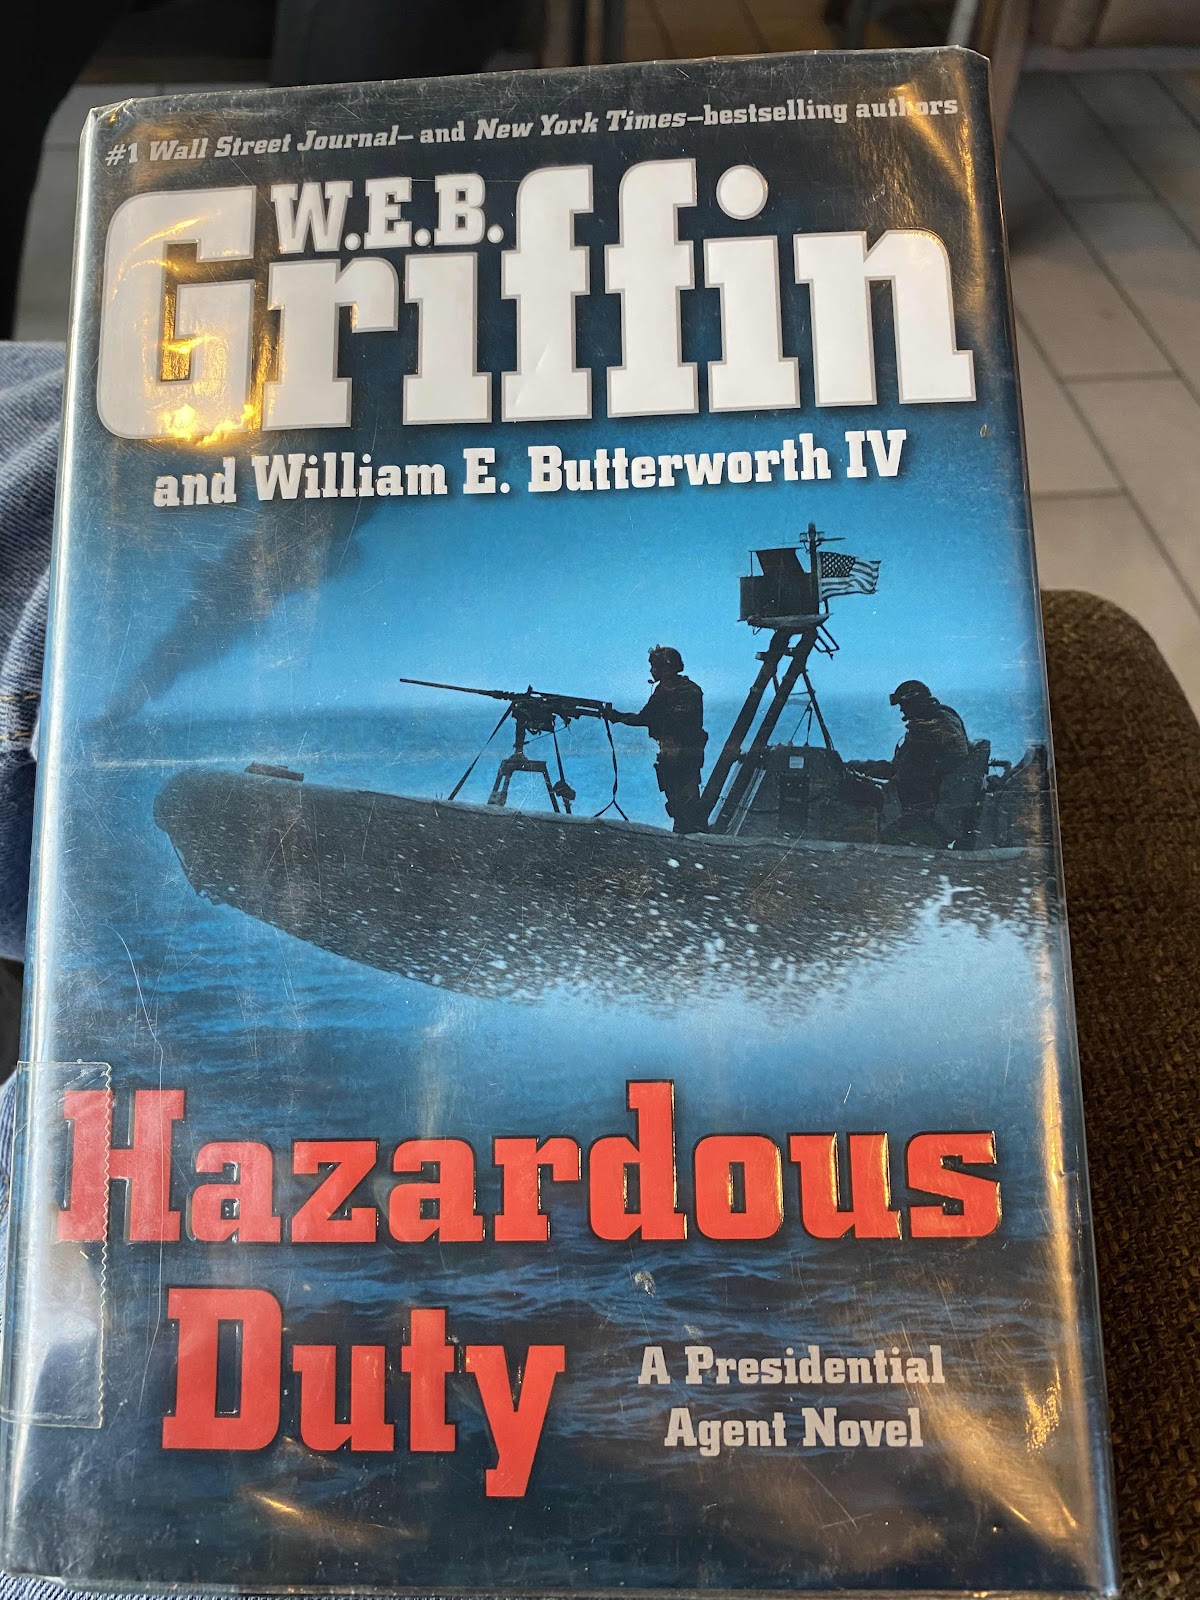 #1 Wall Street Journal– and New York Times–bestselling authors
W.E.B.
Griffin
and William E. Butterworth IV
Hazardous
Duty
A Presidential
Agent Novel